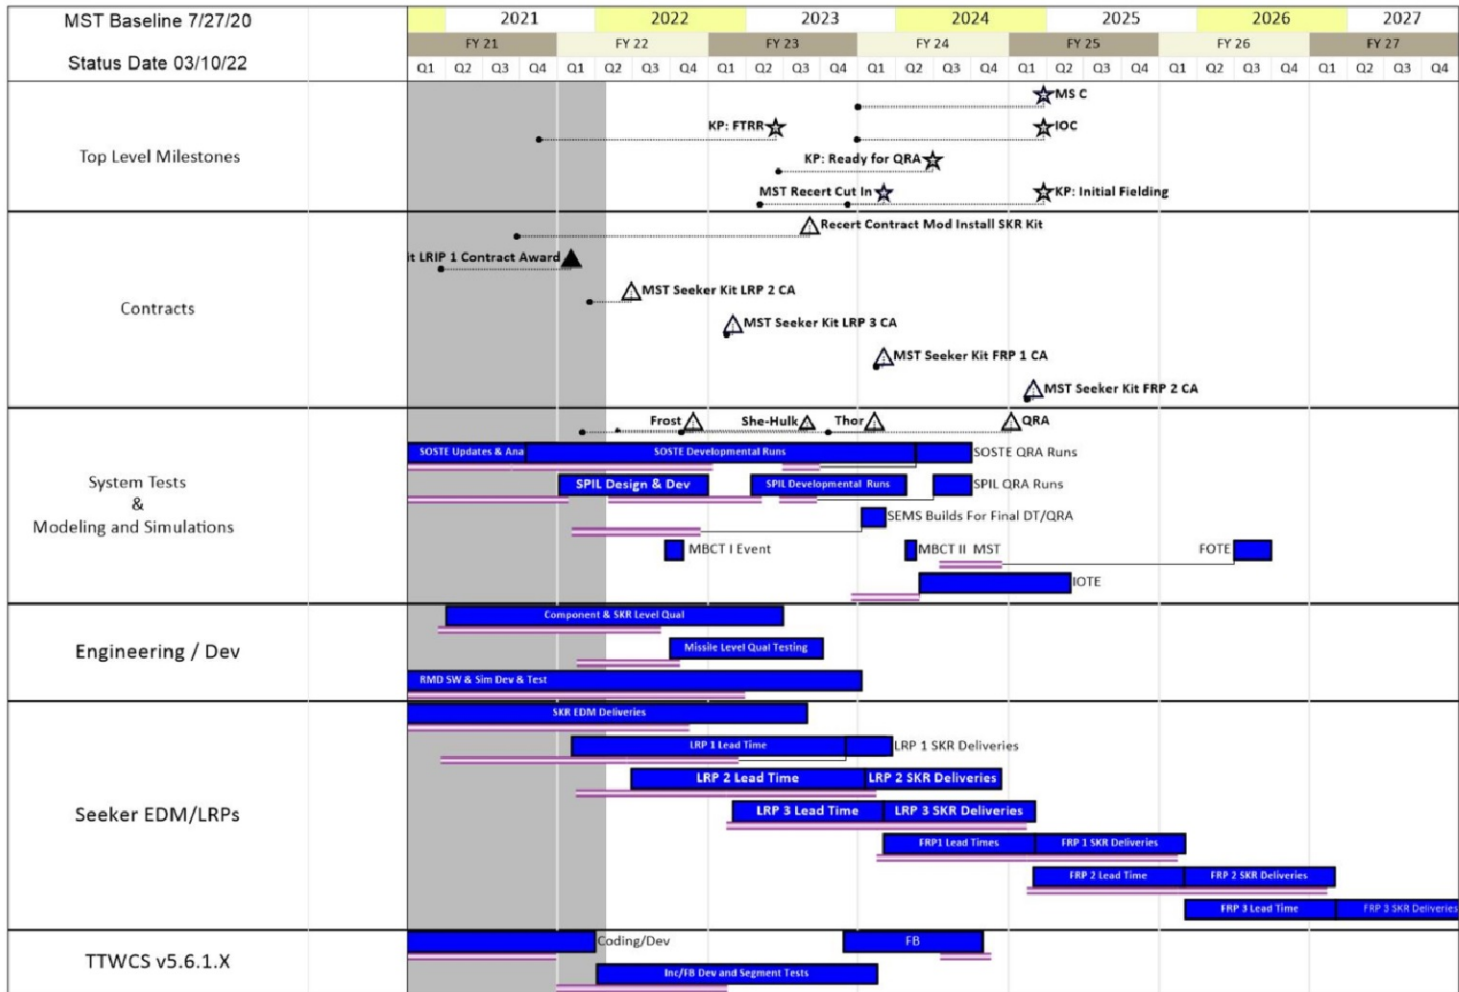 MST Baseline 7/27/20
2021 2022 2023 2024 2025 2026 2027
FY 21 FY 22 FY 23 FY 24 FY 25 FY 26 FY 27
Status Date 03/10/22
Q1 Q2 Q3 Q4 Q1 Q2 Q3 Q4 Q1 Q2 Q3 Q4 Q1 Q2 Q3 Q4 Q1 Q2 Q3 Q4 Q1 Q2 Q3 Q4 Q1 Q2 Q3 Q4
Top Level Milestones
MS C
KP: FTRR
IOC
KP: Ready for QRA
MST Recert Cut In
KP: Initial Fielding
Contracts
Recert Contract Mod Install SKR Kit
it LRIP 1 Contract Award
MST Seeker Kit LRP 2 CA
MST Seeker Kit LRP 3 CA
MST Seeker Kit FRP 1 CA
MST Seeker Kit FRP 2 CA
System Tests
&
Modeling and Simulations
Frost She-Hulk Thor QRA
SOSTE Updates & Ana SOSTE Developmental Runs SOSTE QRA Runs
SPIL Design & Dev SPIL Developmental Runs SPIL QRA Runs
SEMS Builds For Final DT/QRA
MBCT I Event MBCT II MST FOTE
IOTE
Engineering / Dev
Component & SKR Level Qual
Missile Level Qual Testing
RMD SW & Sim Dev & Test
Seeker EDM/LRPs
SKR EDM Deliveries
LRP 1 Lead Time LRP 1 SKR Deliveries
LRP 2 Lead Time LRP 2 SKR Deliveries
LRP 3 Lead Time LRP 3 SKR Deliveries
FRP1 Lead Times FRP 1 SKR Deliveries
FRP 2 Lead Time FRP 2 SKR Deliveries
FRP 3 Lead Time FRP 3 SKR Deliveries
TTWCS v5.6.1.X
Coding/Dev FB
Inc/FB Dev and Segment Tests